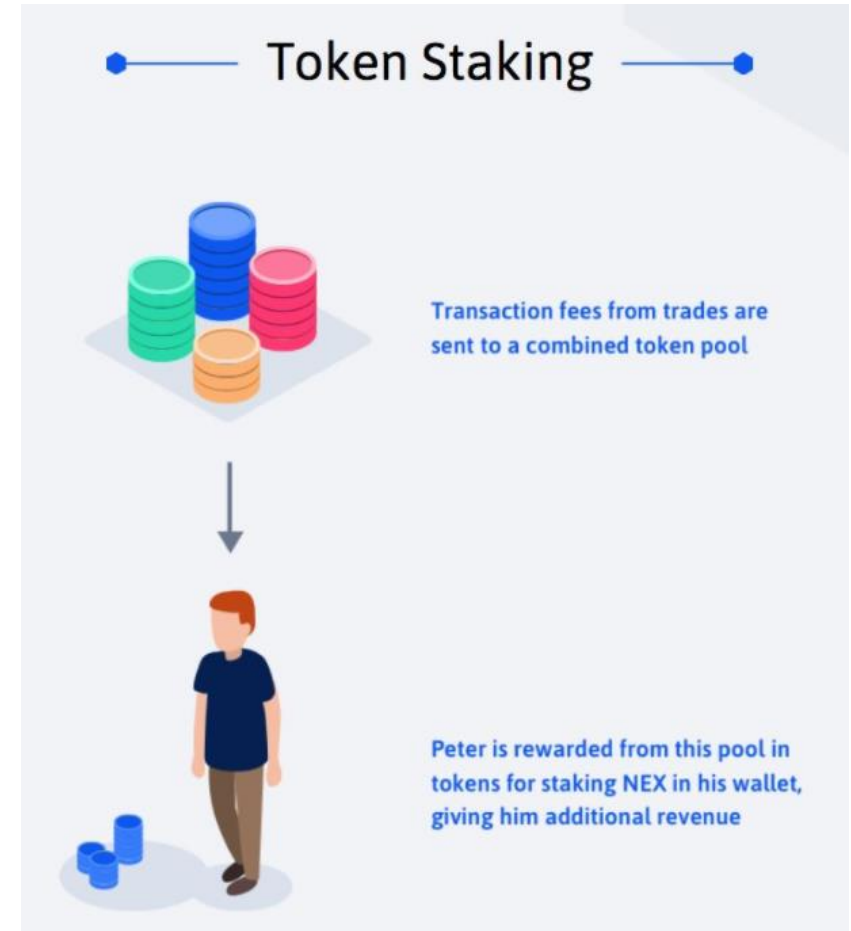 Token Staking
Transaction fees from trades are
sent to a combined token pool
Peter is rewarded from this pool in
tokens for staking NEX in his wallet,
giving him additional revenue